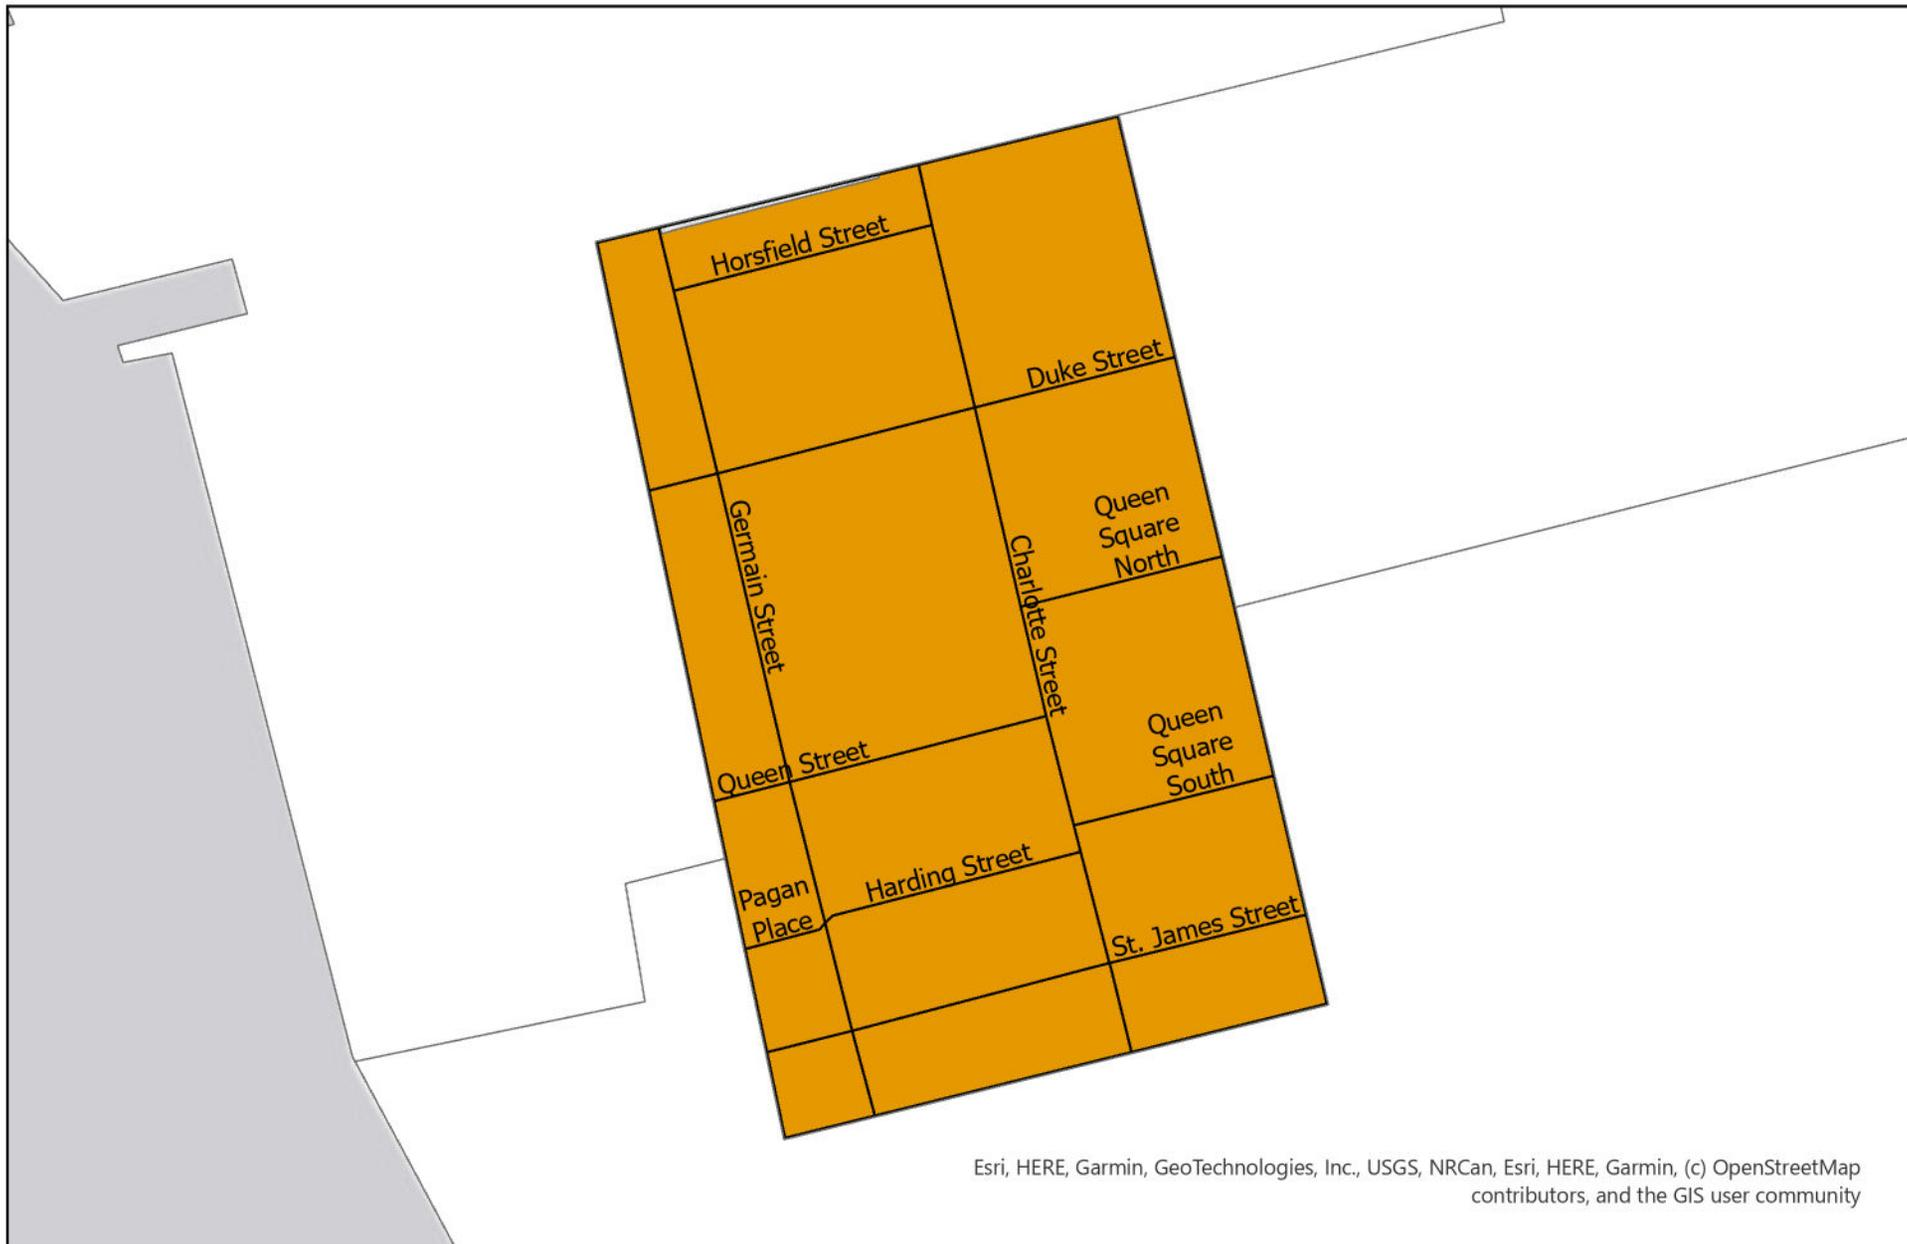 Horsfield Street
Duke Street
Queen
Square
North
Germain Street
Charlotte Street
Queen
Square
South
Queen Street
Harding Street
Pagan
Place
St. James Street
Esri, HERE, Garmin, GeoTechnologies, Inc., USGS, NRCan, Esri, HERE, Garmin, (c) OpenStreetMap
contributors, and the GIS user community